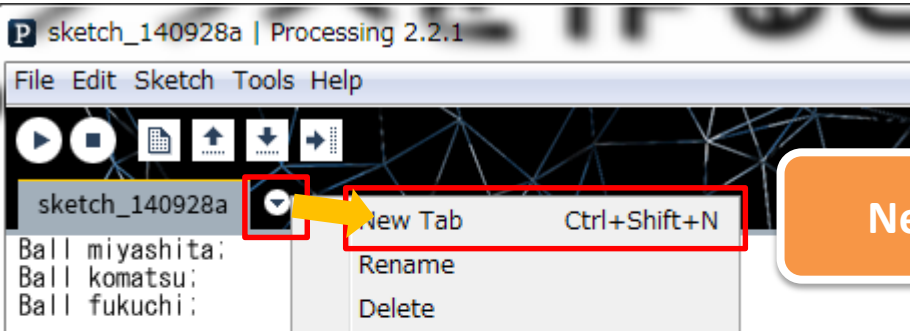 sketch_140928a | Processing 2.2.1
File Edit Sketch Tools Help
sketch_140928a
New Tab Ctrl+Shift+N
Rename
Delete
Ball miyashita;
Ball komatsu;
Ball fukuchi;